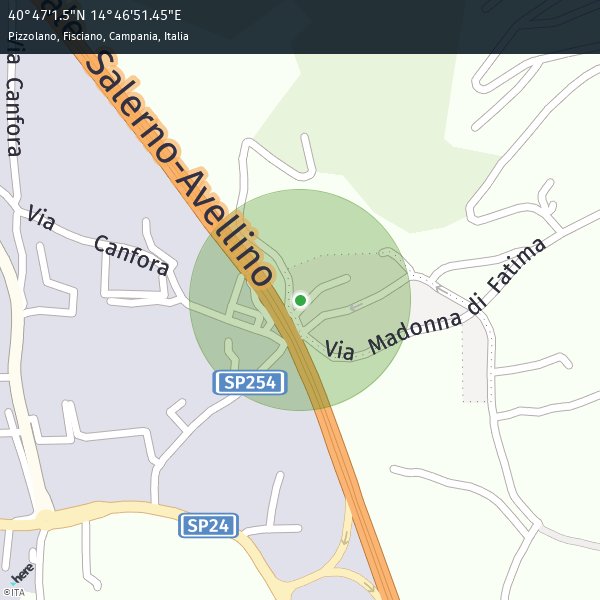 40°47'1.5"N 14°46'51.45"E
Pizzolano, Fisciano, Campania, Italia
Salerno-Avellino
Via Canfora
Via Canfora
Via Madonna di Fatima
SP254
SP24
here
©ITA